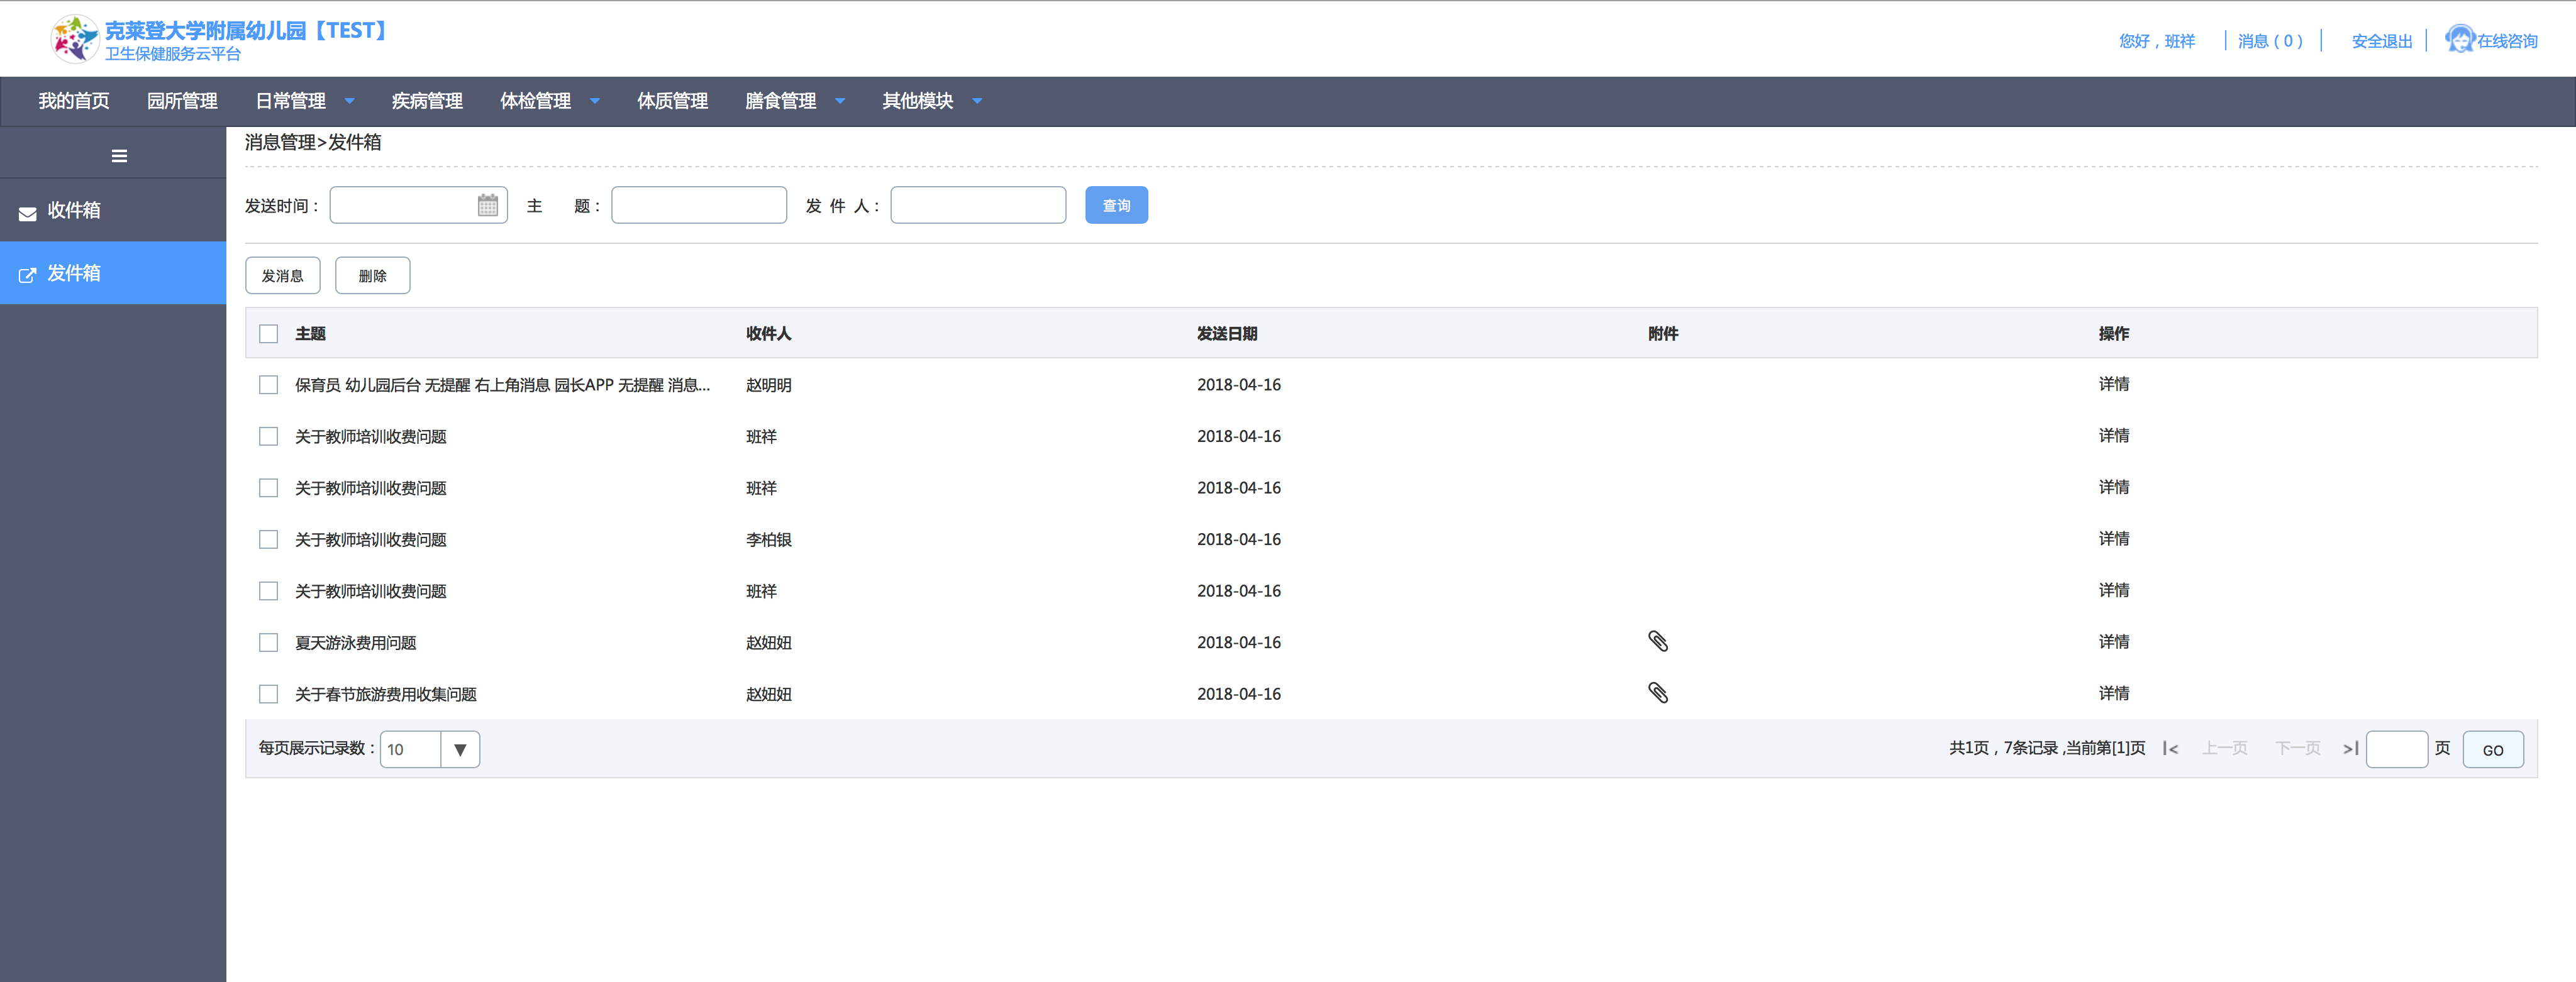 克莱登大学附属幼儿园【TEST】
卫生保健服务云平台
您好，班祥 消息（0） 安全退出 在线咨询
我的首页 园所管理 日常管理 疾病管理 体检管理 体质管理 膳食管理 其他模块
消息管理>发件箱
收件箱
发件箱
发送时间： 主 题： 发 件 人： 查询
发消息 删除
主题 收件人 发送日期 附件 操作
保育员 幼儿园后台 无提醒 右上角消息 园长APP 无提醒 消息... 赵明明 2018-04-16 详情
关于教师培训收费问题 班祥 2018-04-16 详情
关于教师培训收费问题 班祥 2018-04-16 详情
关于教师培训收费问题 李柏银 2018-04-16 详情
关于教师培训收费问题 班祥 2018-04-16 详情
夏天游泳费用问题 赵妞妞 2018-04-16 详情
关于春节旅游费用收集问题 赵妞妞 2018-04-16 详情
每页展示记录数： 10 共1页，7条记录 ,当前第[1]页 上一页 下一页 页 GO